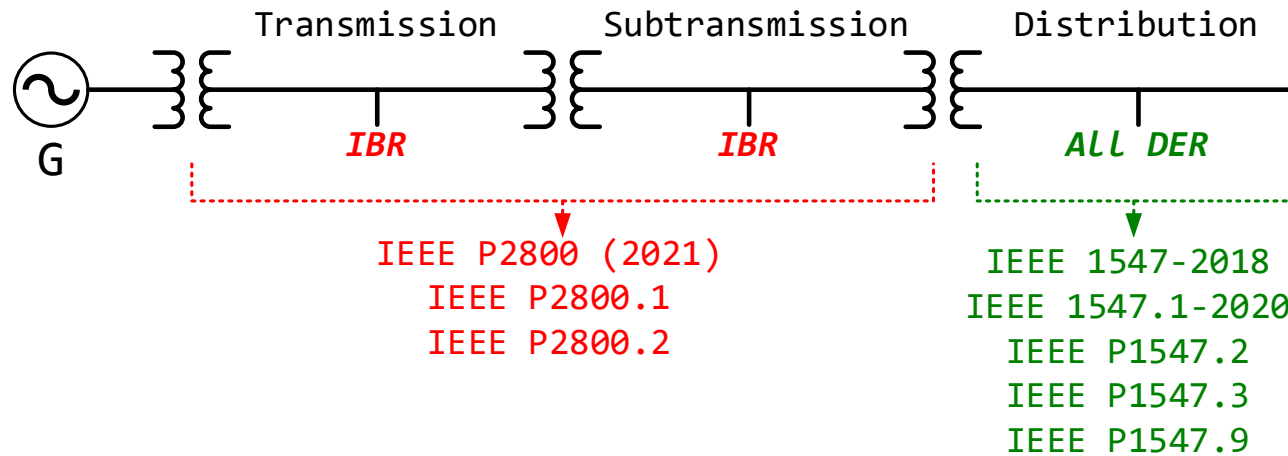 Transmission
Subtransmission
Distribution
G
IBR
IBR
All DER
IEEE P2800 (2021)
IEEE P2800.1
IEEE P2800.2
IEEE 1547-2018
IEEE 1547.1-2020
IEEE P1547.2
IEEE P1547.3
IEEE P1547.9